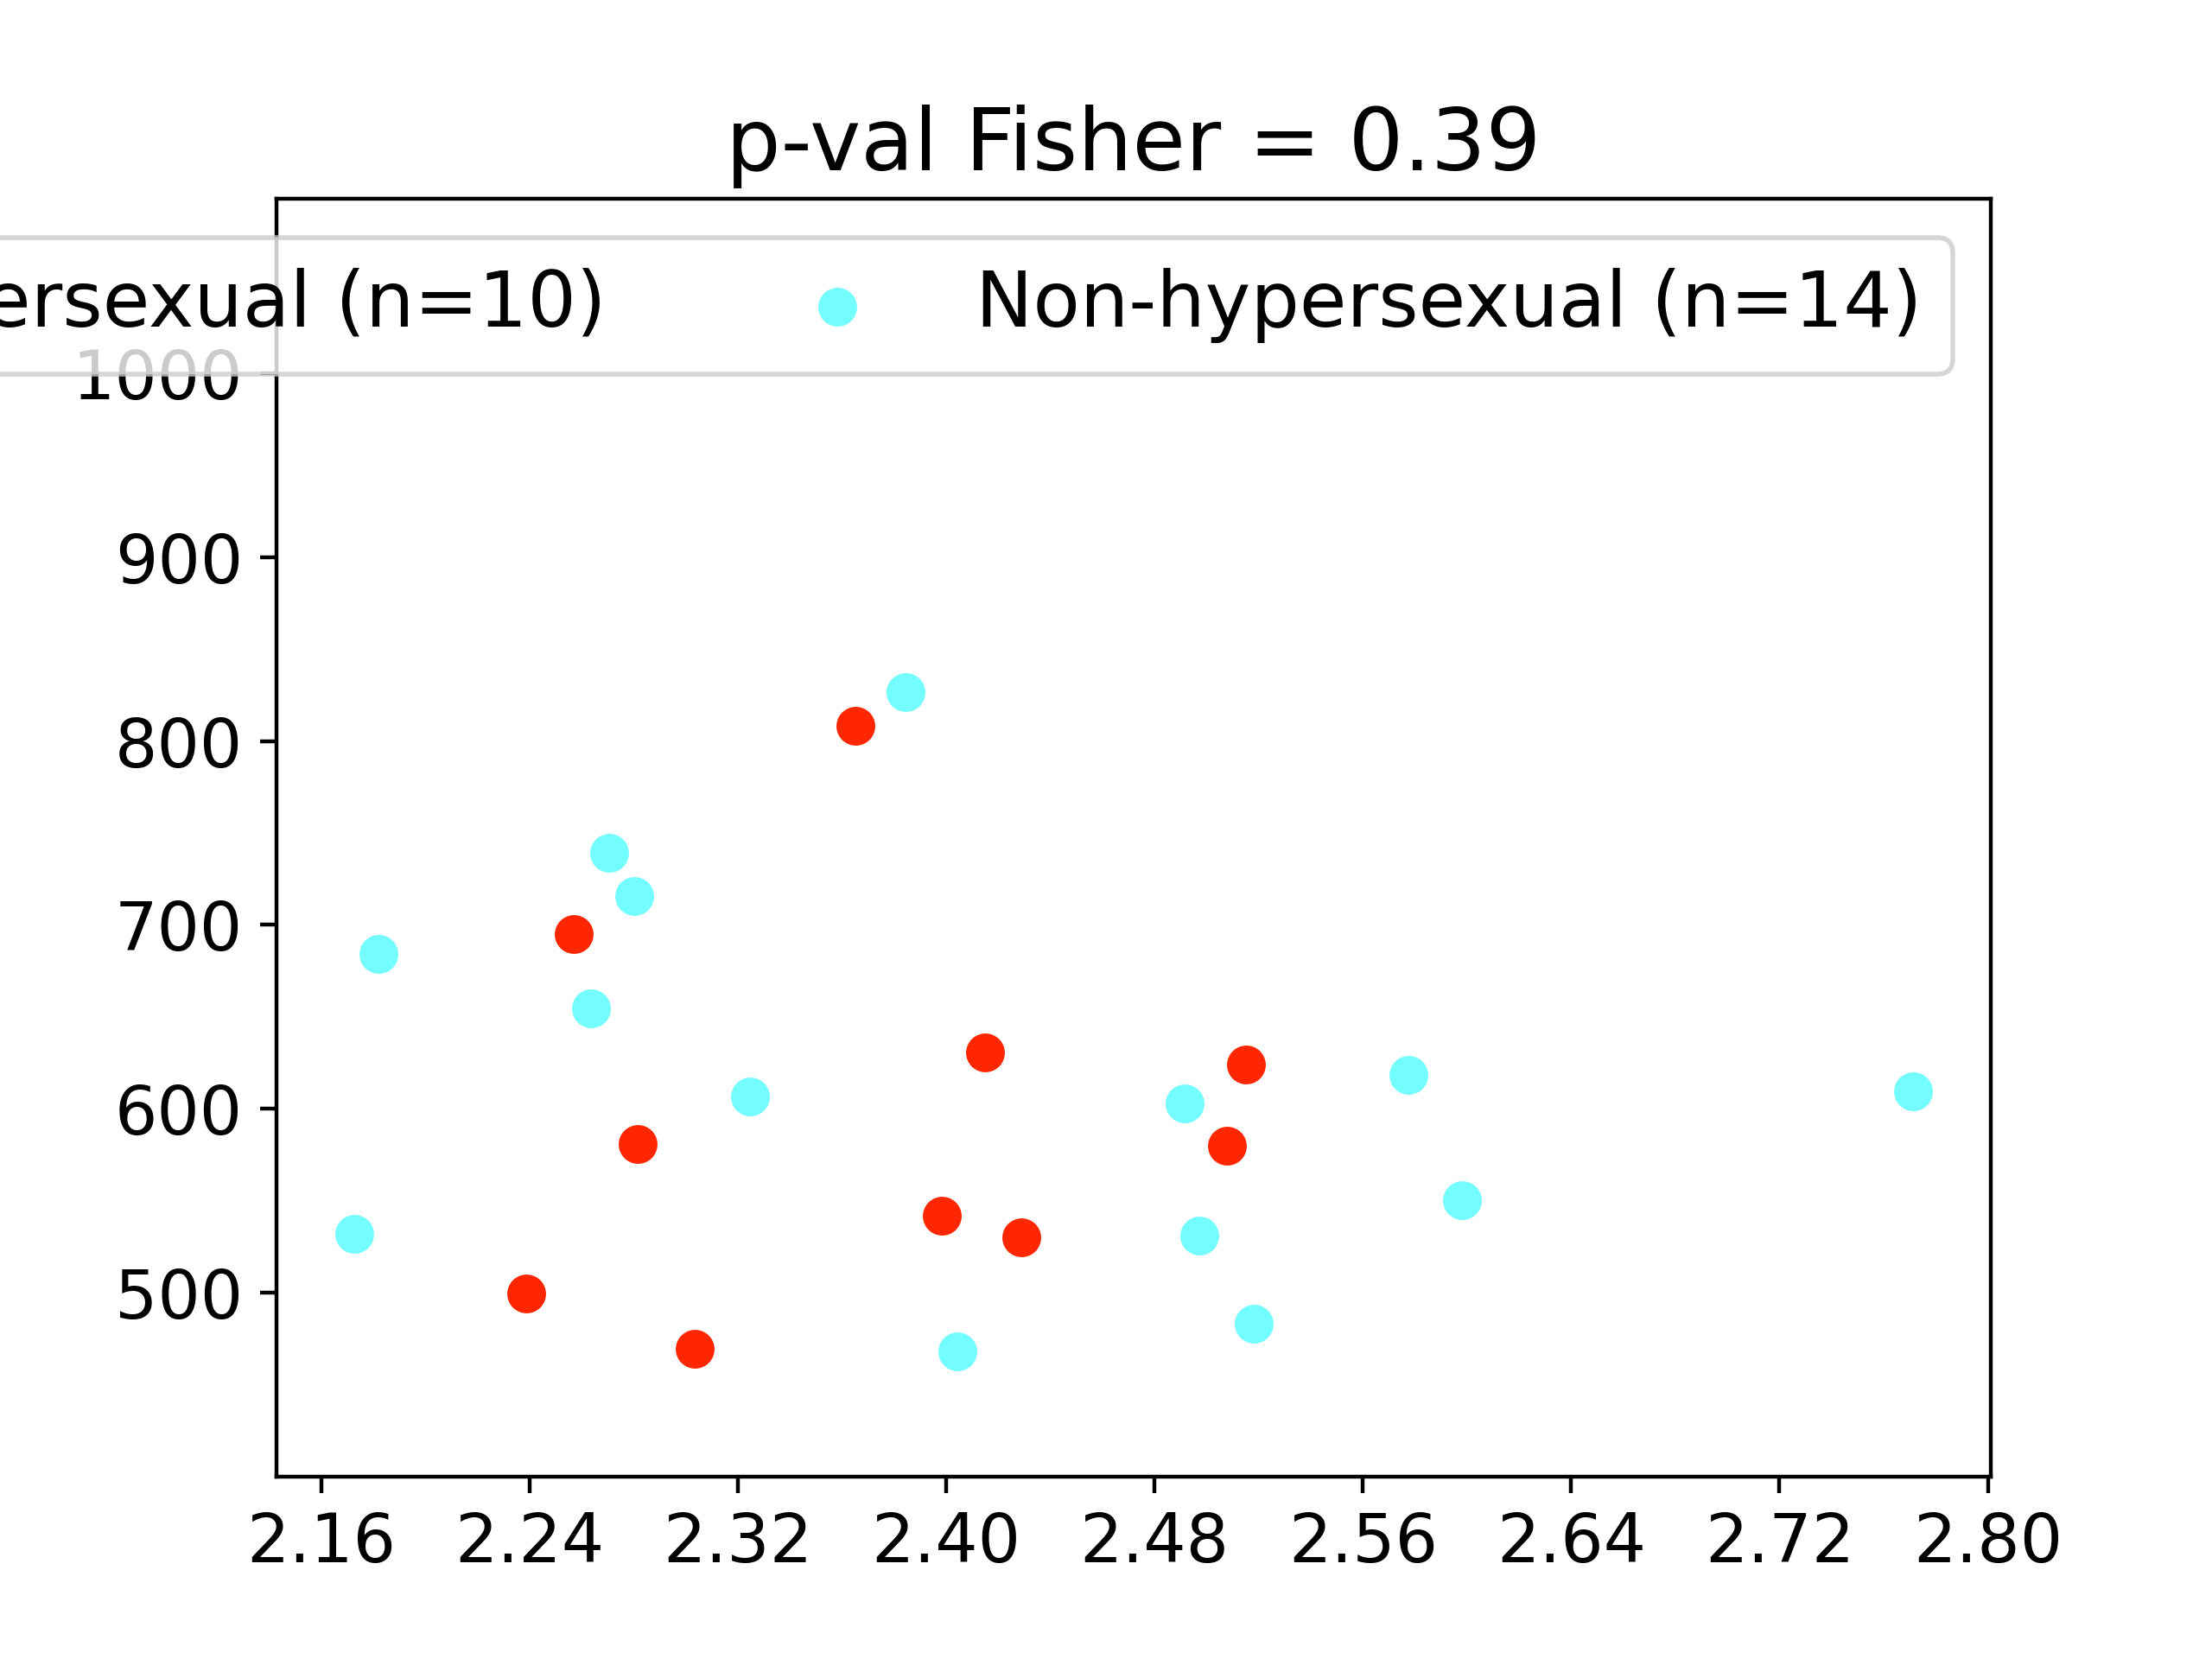 p-val Fisher = 0.39
ersexual (n=10) Non-hypersexual (n=14)
1000
900
800
700
600
500
2.16 2.24 2.32 2.40 2.48 2.56 2.64 2.72 2.80